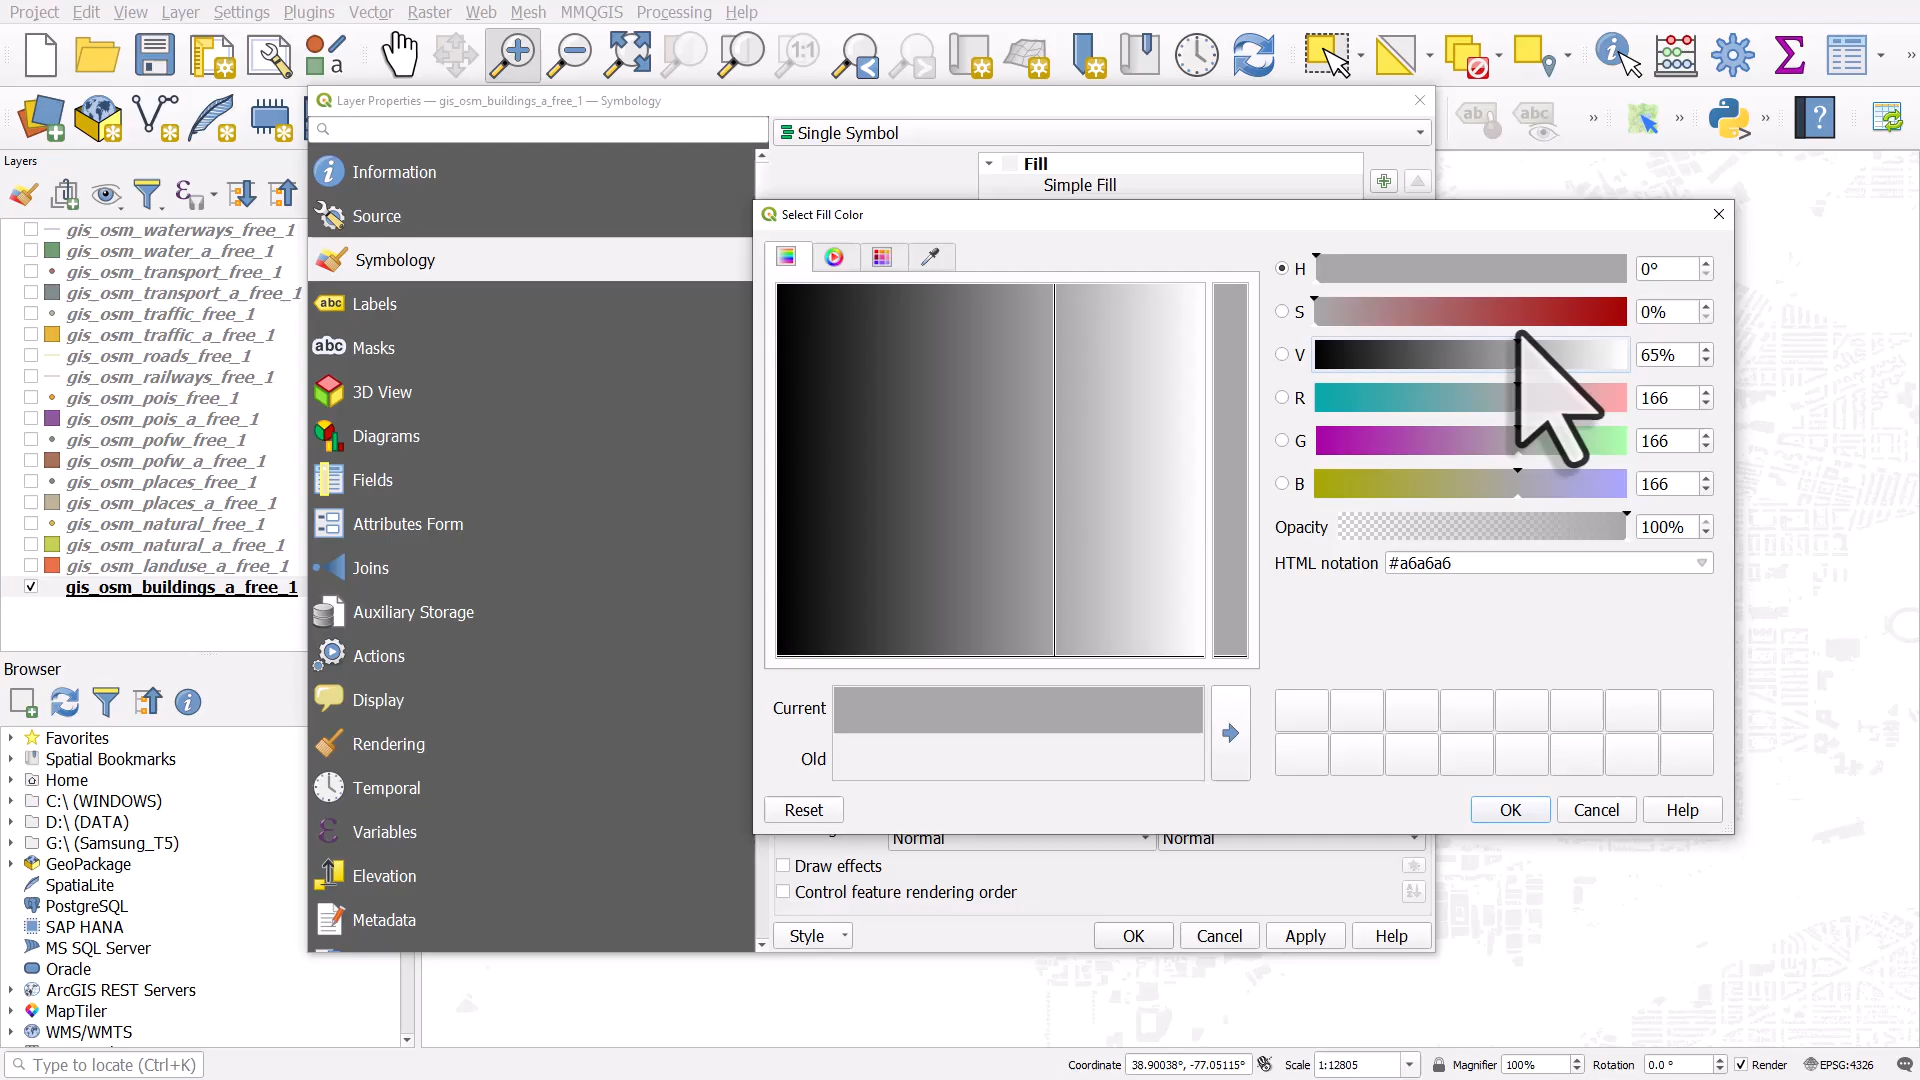 Project Edit View Layer Settings Plugins Vector Raster Web Mesh MMQGIS Processing Help
Layer Properties — gis_osm_buildings_a_free_1 — Symbology
Layers
gis_osm_waterways_free_1
gis_osm_water_a_free_1
gis_osm_transport_free_1
gis_osm_transport_a_free_1
gis_osm_traffic_free_1
gis_osm_traffic_a_free_1
gis_osm_roads_free_1
gis_osm_railways_free_1
gis_osm_pois_free_1
gis_osm_pois_a_free_1
gis_osm_pofw_free_1
gis_osm_pofw_a_free_1
gis_osm_places_free_1
gis_osm_places_a_free_1
gis_osm_natural_free_1
gis_osm_natural_a_free_1
gis_osm_landuse_a_free_1
gis_osm_buildings_a_free_1
Browser
Favorites
Spatial Bookmarks
Home
C:\ (WINDOWS)
D:\ (DATA)
G:\ (Samsung_T5)
GeoPackage
SpatiaLite
PostgreSQL
SAP HANA
MS SQL Server
Oracle
ArcGIS REST Servers
MapTiler
WMS/WMTS
Information
Source
Symbology
abc Labels
abc Masks
3D View
Diagrams
Fields
Attributes Form
Joins
Auxiliary Storage
Actions
Display
Rendering
Temporal
Variables
Elevation
Metadata
Single Symbol
Fill
Simple Fill
Select Fill Color
H 0°
S 0%
V 65%
R 166
G 166
B 166
Opacity 100%
HTML notation #a6a6a6
Current
Old
Reset OK Cancel Help
Normal Normal
Draw effects
Control feature rendering order
Style OK Cancel Apply Help
Type to locate (Ctrl+K) Coordinate 38.90038°, -77.05115° Scale 1:12805 Magnifier 100% Rotation 0.0 ° Render EPSG:4326